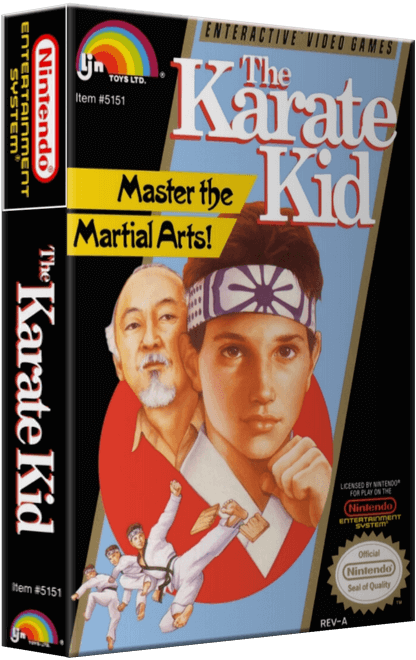 Nintendo®
ENTERTAINMENT
SYSTEM®
The
Karate Kid
Item #5151
LJN
LJN
TOYS LTD.®
Item #5151
ENTERACTIVE VIDEO GAMES
The
Karate
Kid
Master the
Martial Arts!
LICENSED BY NINTENDO®
FOR PLAY ON THE
Nintendo
ENTERTAINMENT
SYSTEM®
Official
Nintendo
Seal of Quality
TM
REV-A